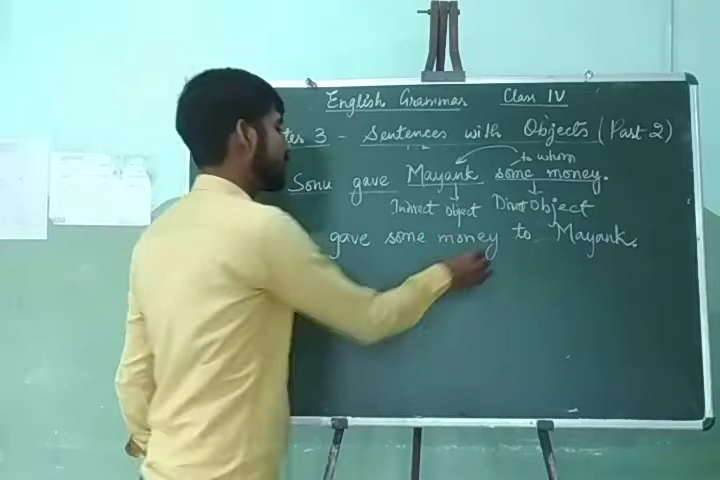 English Grammar Class IV
3 - Sentences with Objects (Part 2)
to whom
Sonu gave Mayank some money.
Indirect object Direct Object
gave some money to Mayank.